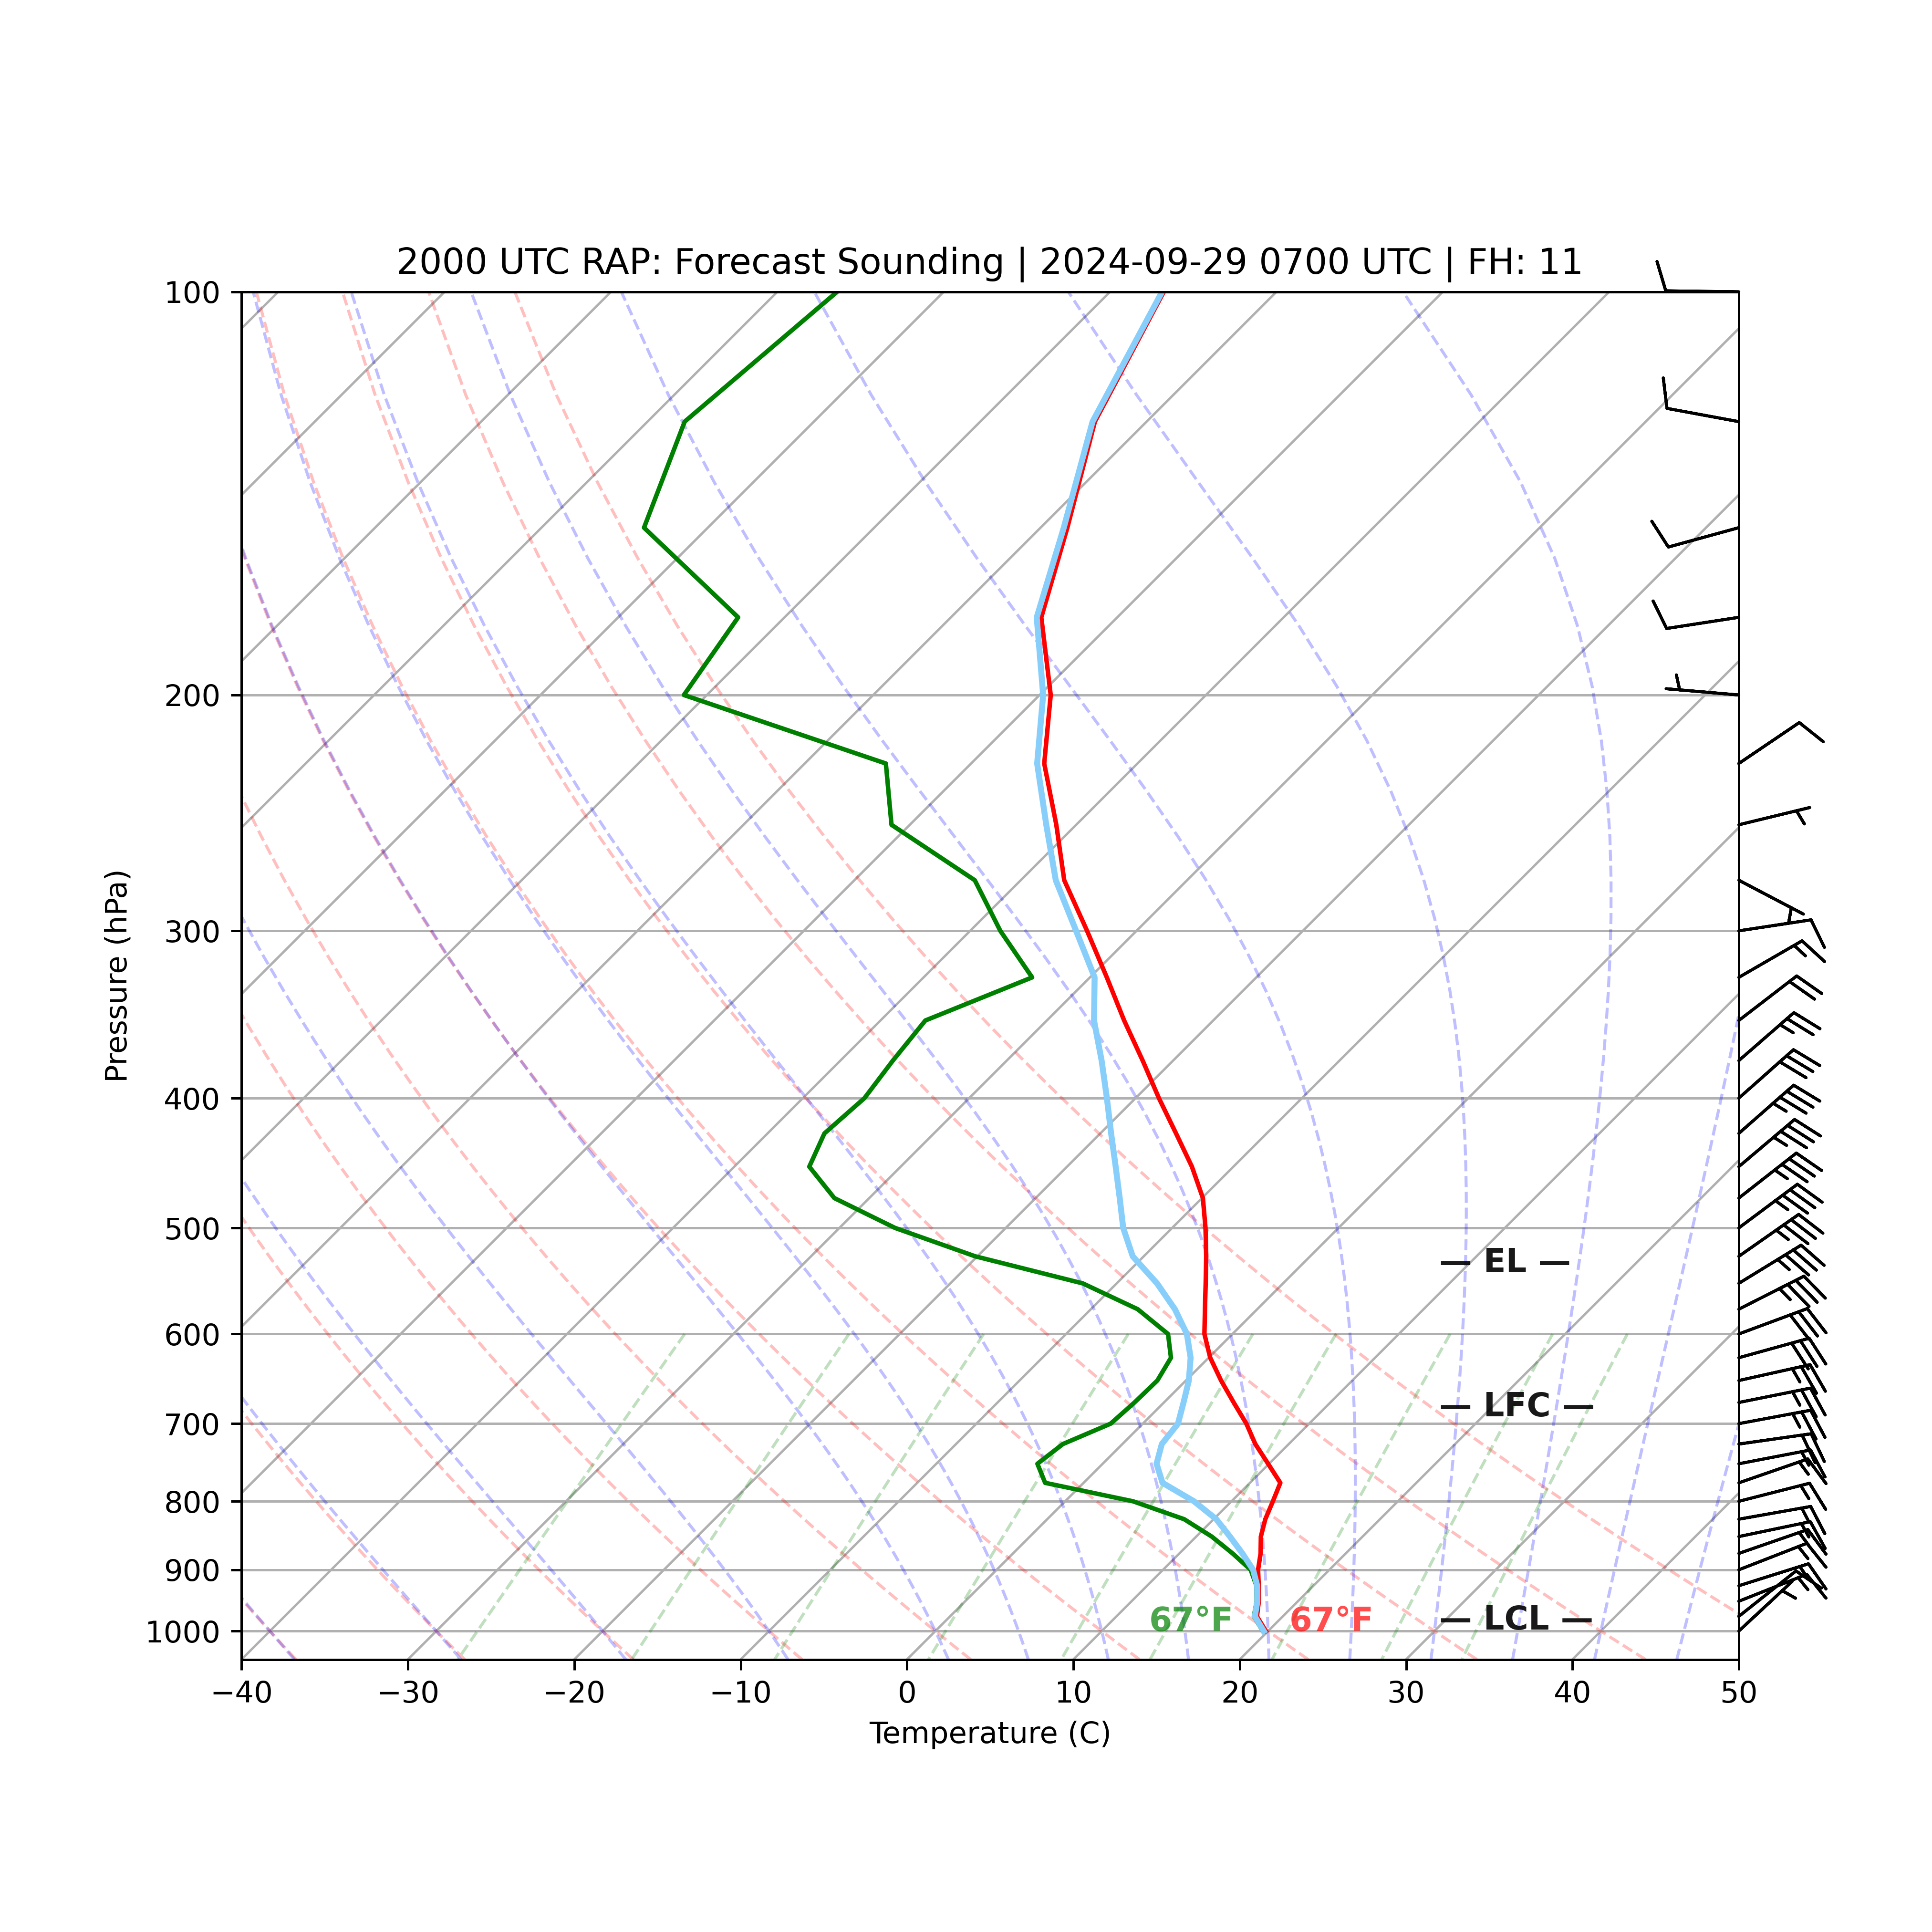 2000 UTC RAP: Forecast Sounding | 2024-09-29 0700 UTC | FH: 11
100
200
300
400
500
600
700
800
900
1000
Pressure (hPa)
— EL —
— LFC —
— LCL —
67°F 67°F
−40 −30 −20 −10 0 10 20 30 40 50
Temperature (C)